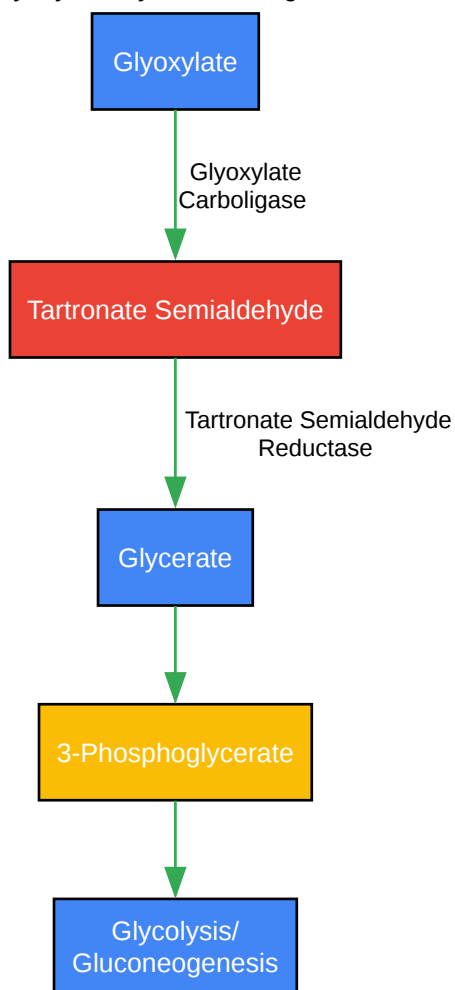 Glyoxylate
Glyoxylate
Carboligase
Tartronate Semialdehyde
Tartronate Semialdehyde
Reductase
Glycerate
3-Phosphoglycerate
Glycolysis/
Gluconeogenesis